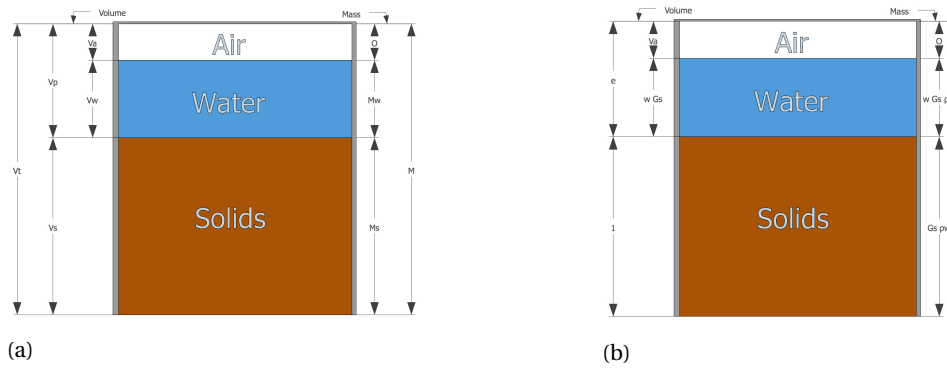 Volume
Mass
Va
Air
O
Vp
Vw
Water
Mw
Vt
M
Vs
Solids
Ms
(a)
Volume
Mass
Va
Air
O
e
w Gs
Water
w Gs p
1
Solids
Gs pw
(b)